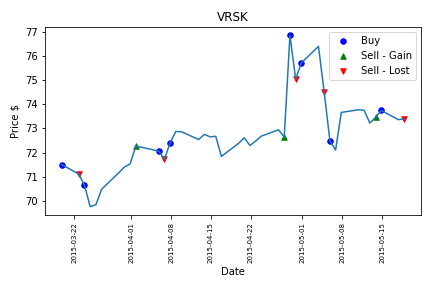 VRSK
Buy
Sell - Gain
Sell - Lost
Price $
77
76
75
74
73
72
71
70
2015-03-22
2015-04-01
2015-04-08
2015-04-15
2015-04-22
2015-05-01
2015-05-08
2015-05-15
Date